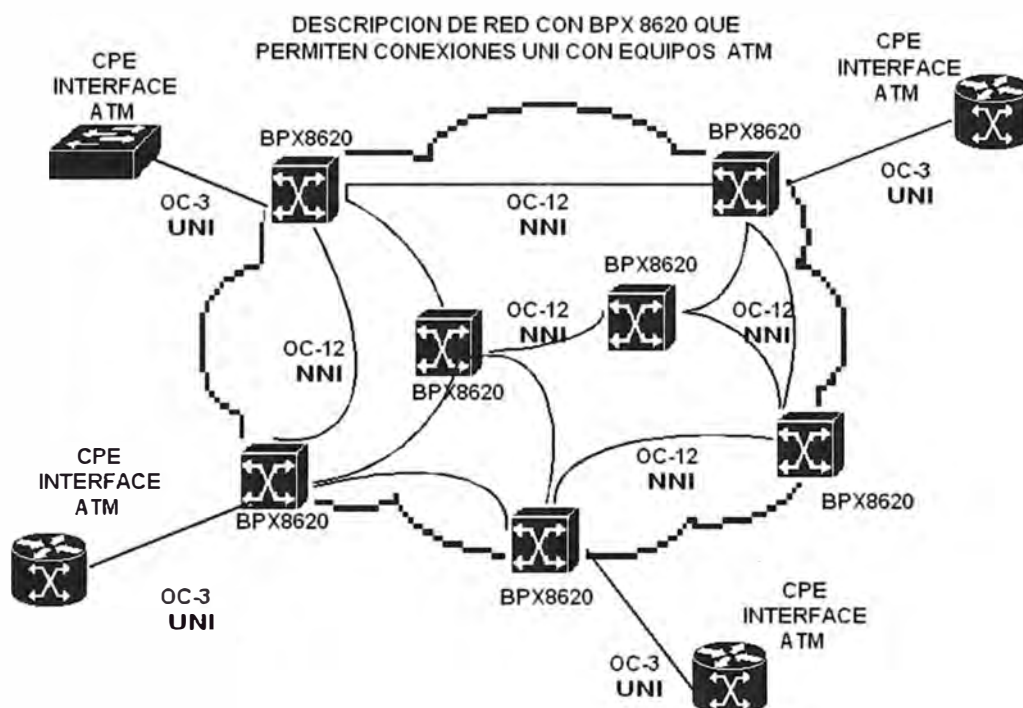 DESCRIPCION DE RED CON BPX 8620 QUE
PERMITEN CONEXIONES UNI CON EQUIPOS ATM
CPE
INTERFACE
ATM
CPE
INTERFACE
ATM
BPX8620
BPX8620
OC-3
UNI
OC-12
NNI
OC-3
UNI
BPX8620
OC-12
NNI
OC-12
NNI
OC-12
NNI
BPX8620
CPE
INTERFACE
ATM
OC-12
NNI
BPX8620
BPX8620
BPX8620
OC-3
UNI
CPE
INTERFACE
ATM
OC-3
UNI